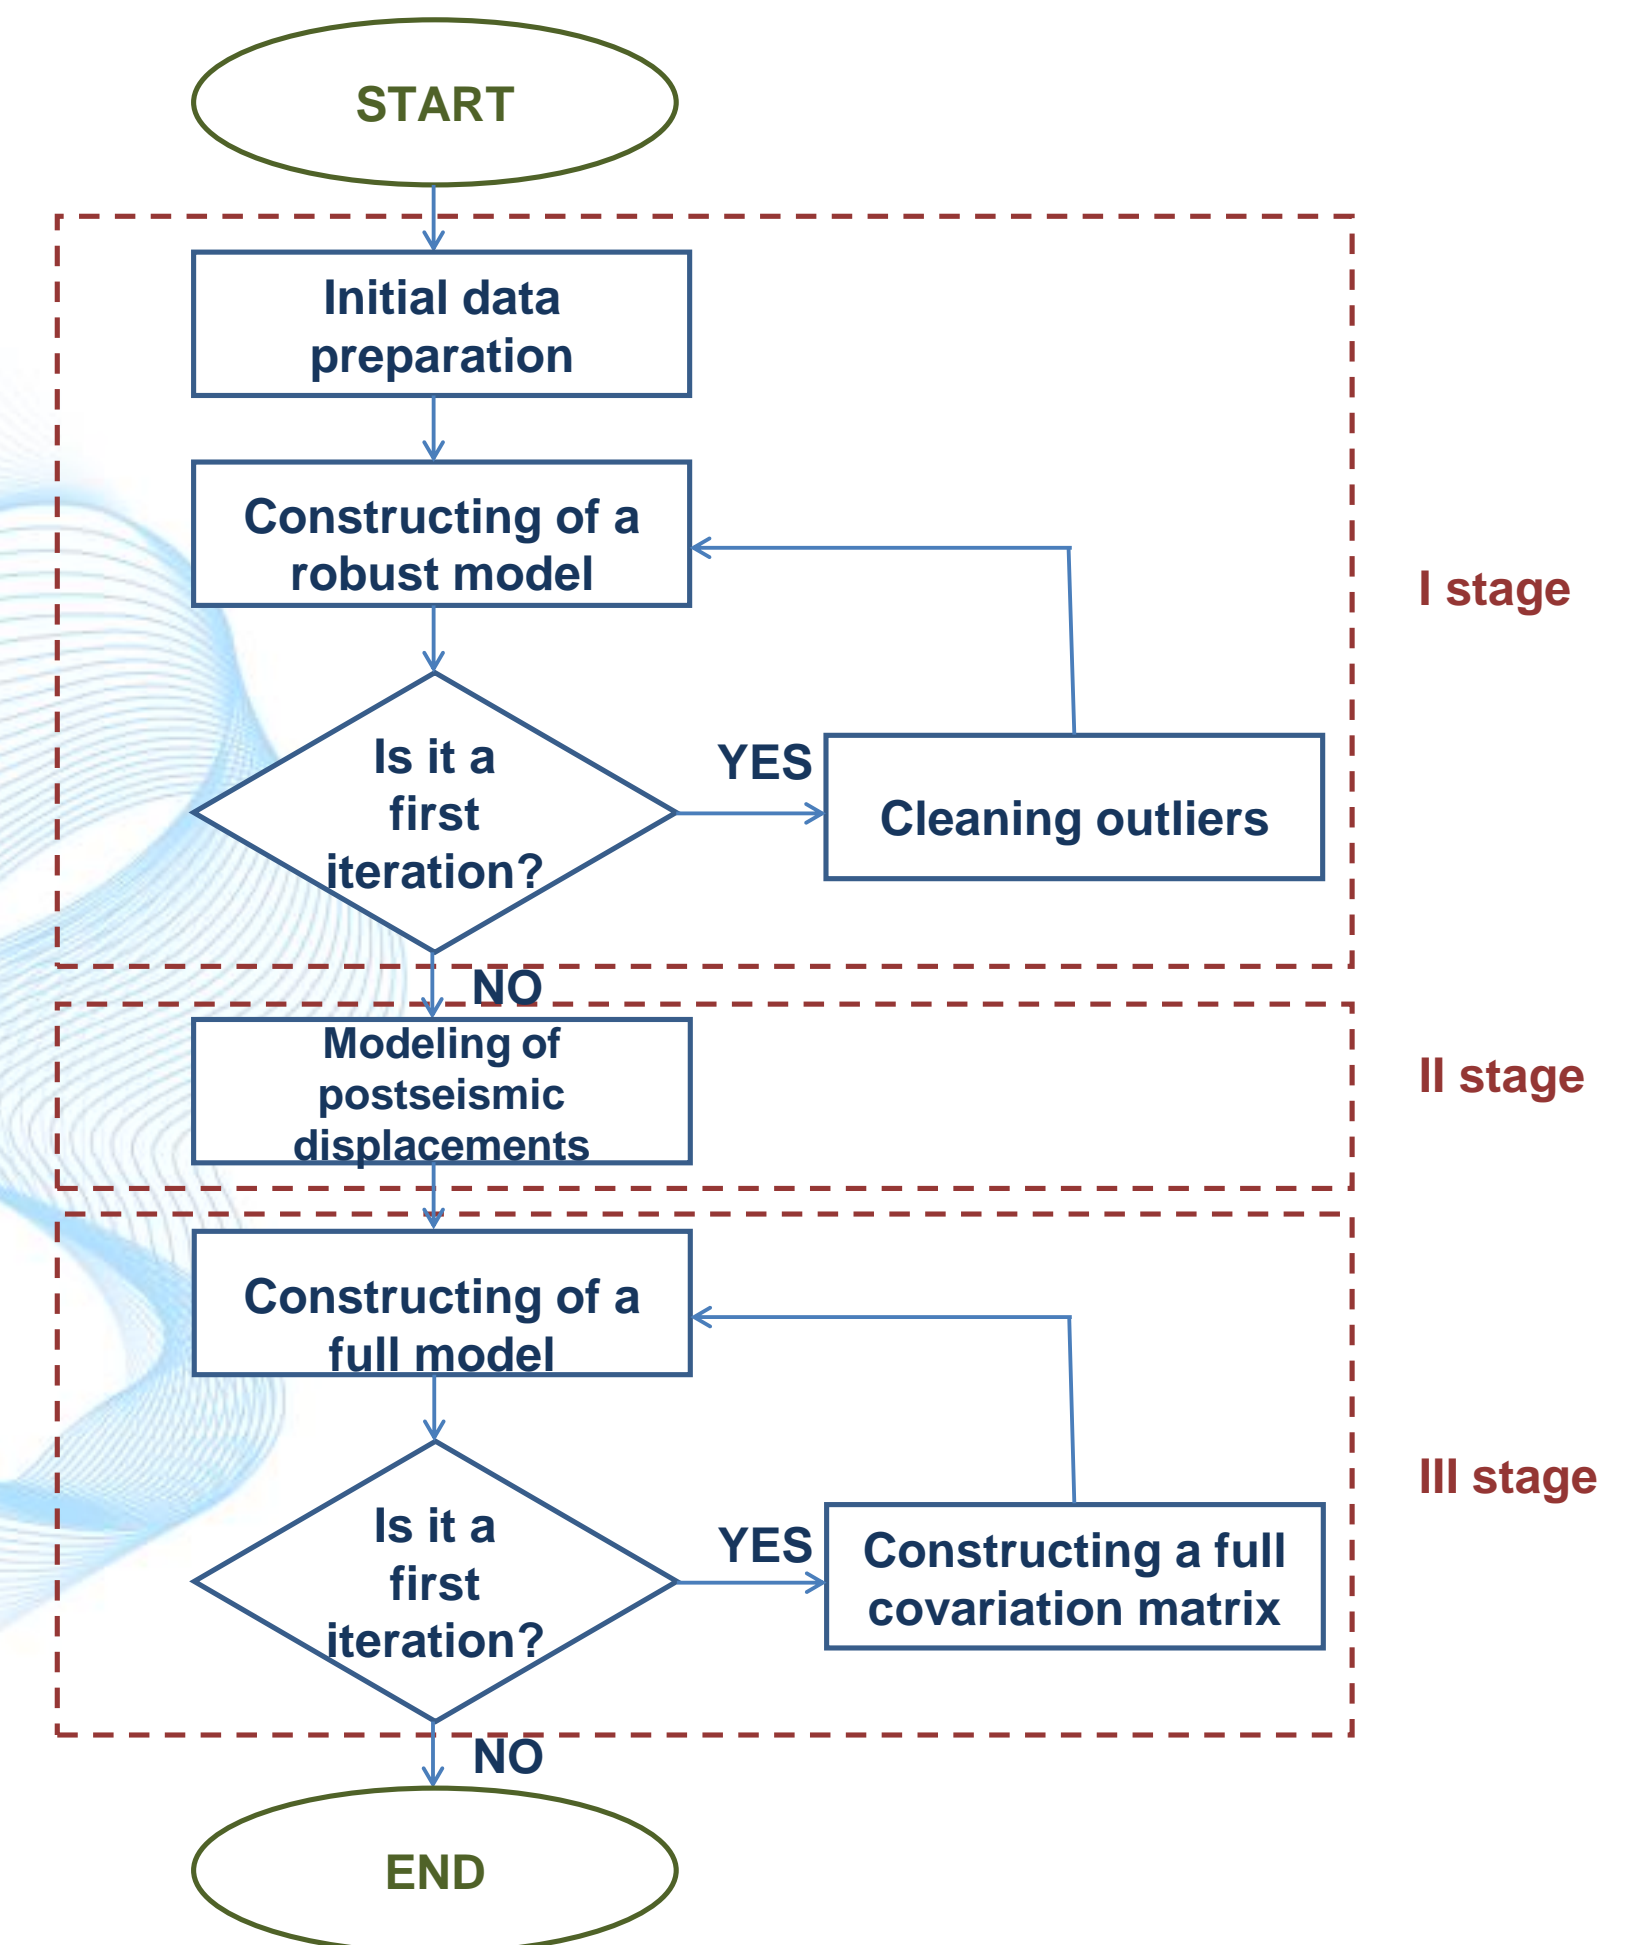 START
Initial data
preparation
Constructing of a
robust model
I stage
Is it a
first
iteration?
YES
Cleaning outliers
NO
Modeling of
postseismic
displacements
II stage
Constructing of a
full model
III stage
Is it a
first
iteration?
YES
Constructing a full
covariation matrix
NO
END